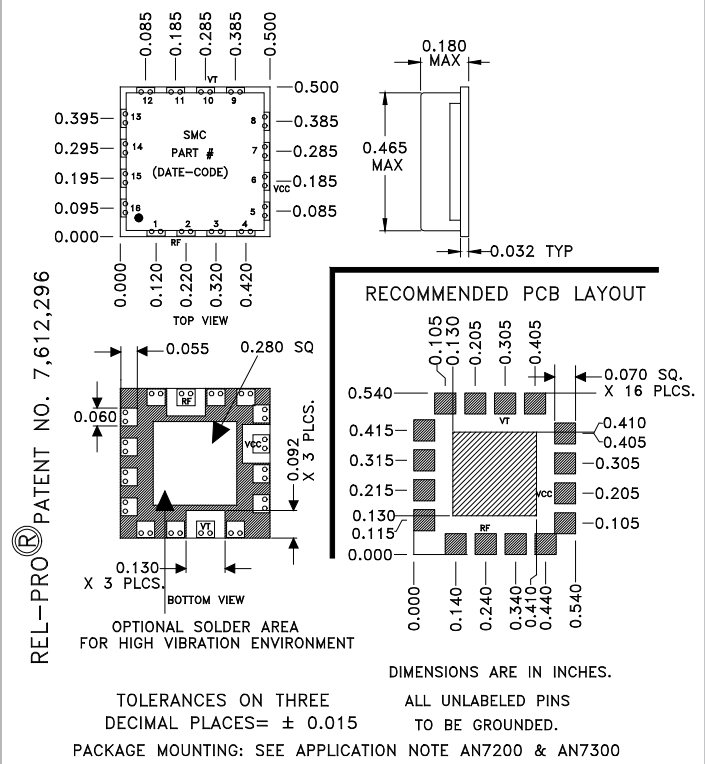 0.085
0.185
0.285
0.385
0.500
VT
12 11 10 9
0.500
0.395
13
8
0.385
SMC
0.295
14
PART #
7
0.285
0.195
15
(DATE-CODE)
6
0.185
VCC
0.095
16
5
0.085
1 2 3 4
0.000
RF
0.000
0.120
0.220
0.320
0.420
TOP VIEW
0.180
MAX
0.465
MAX
0.032 TYP
REL-PRO® PATENT NO. 7,612,296
0.055
0.280 SQ
RF
0.060
VCC
0.092
X 3 PLCS.
VT
0.130
X 3 PLCS.
BOTTOM VIEW
OPTIONAL SOLDER AREA
FOR HIGH VIBRATION ENVIRONMENT
RECOMMENDED PCB LAYOUT
0.105
0.130
0.205
0.305
0.405
0.070 SQ.
X 16 PLCS.
0.540
VT
0.415
0.410
0.405
0.315
0.305
0.215
VCC
0.205
0.130
0.115
RF
0.105
0.000
0.000
0.140
0.240
0.340
0.410
0.440
0.540
DIMENSIONS ARE IN INCHES.
TOLERANCES ON THREE
DECIMAL PLACES= ± 0.015
ALL UNLABELED PINS
TO BE GROUNDED.
PACKAGE MOUNTING: SEE APPLICATION NOTE AN7200 & AN7300